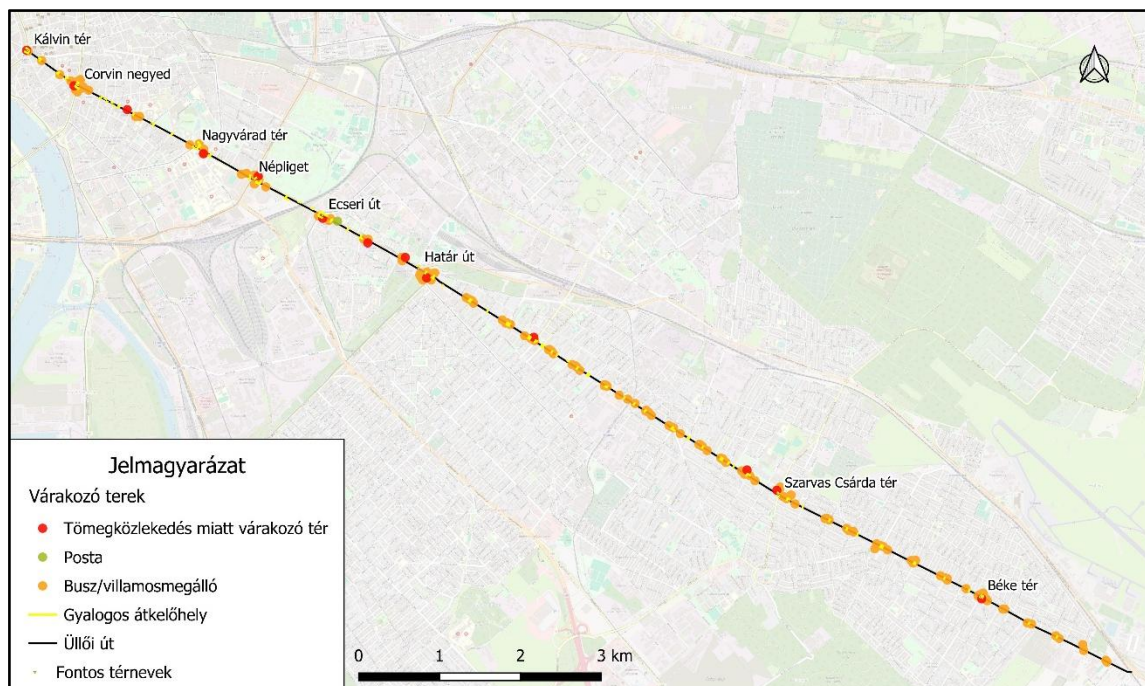 Kálvin tér
Corvin negyed
Nagyvárad tér
Népliget
Ecseri út
Határ út
Szarvas Csárda tér
Béke tér
Jelmagyarázat
Várakozó terek
Tömegközlekedés miatt várakozó tér
Posta
Busz/villamosmegálló
Gyalogos átkelőhely
Üllői út
Fontos térnevek
0 1 2 3 km